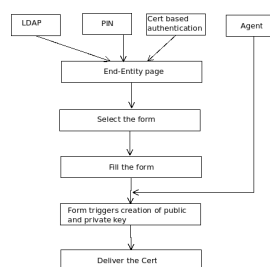 LDAP
PIN
Cert based
authentication
Agent
End-Entity page
Select the form
Fill the form
Form triggers creation of public
and private key
Deliver the Cert